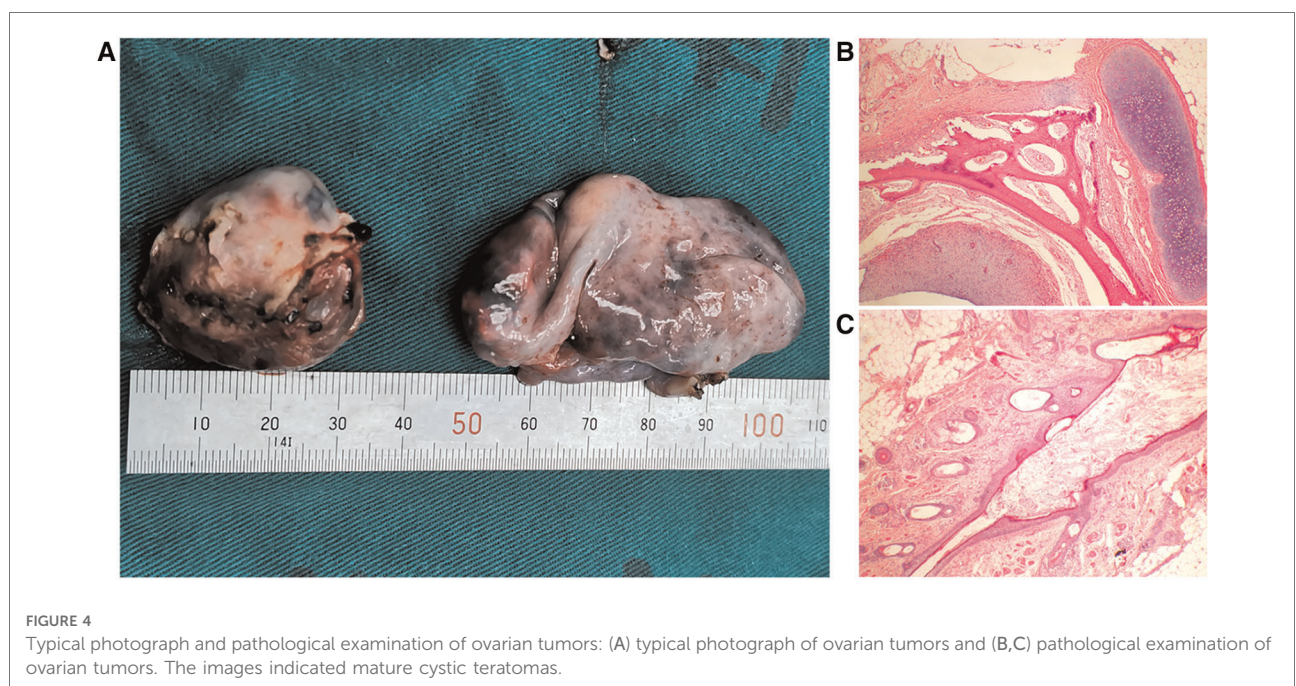 A
B
C
10 20 30 40 50 60 70 80 90 100 110
141
FIGURE 4
Typical photograph and pathological examination of ovarian tumors: (A) typical photograph of ovarian tumors and (B,C) pathological examination of
ovarian tumors. The images indicated mature cystic teratomas.